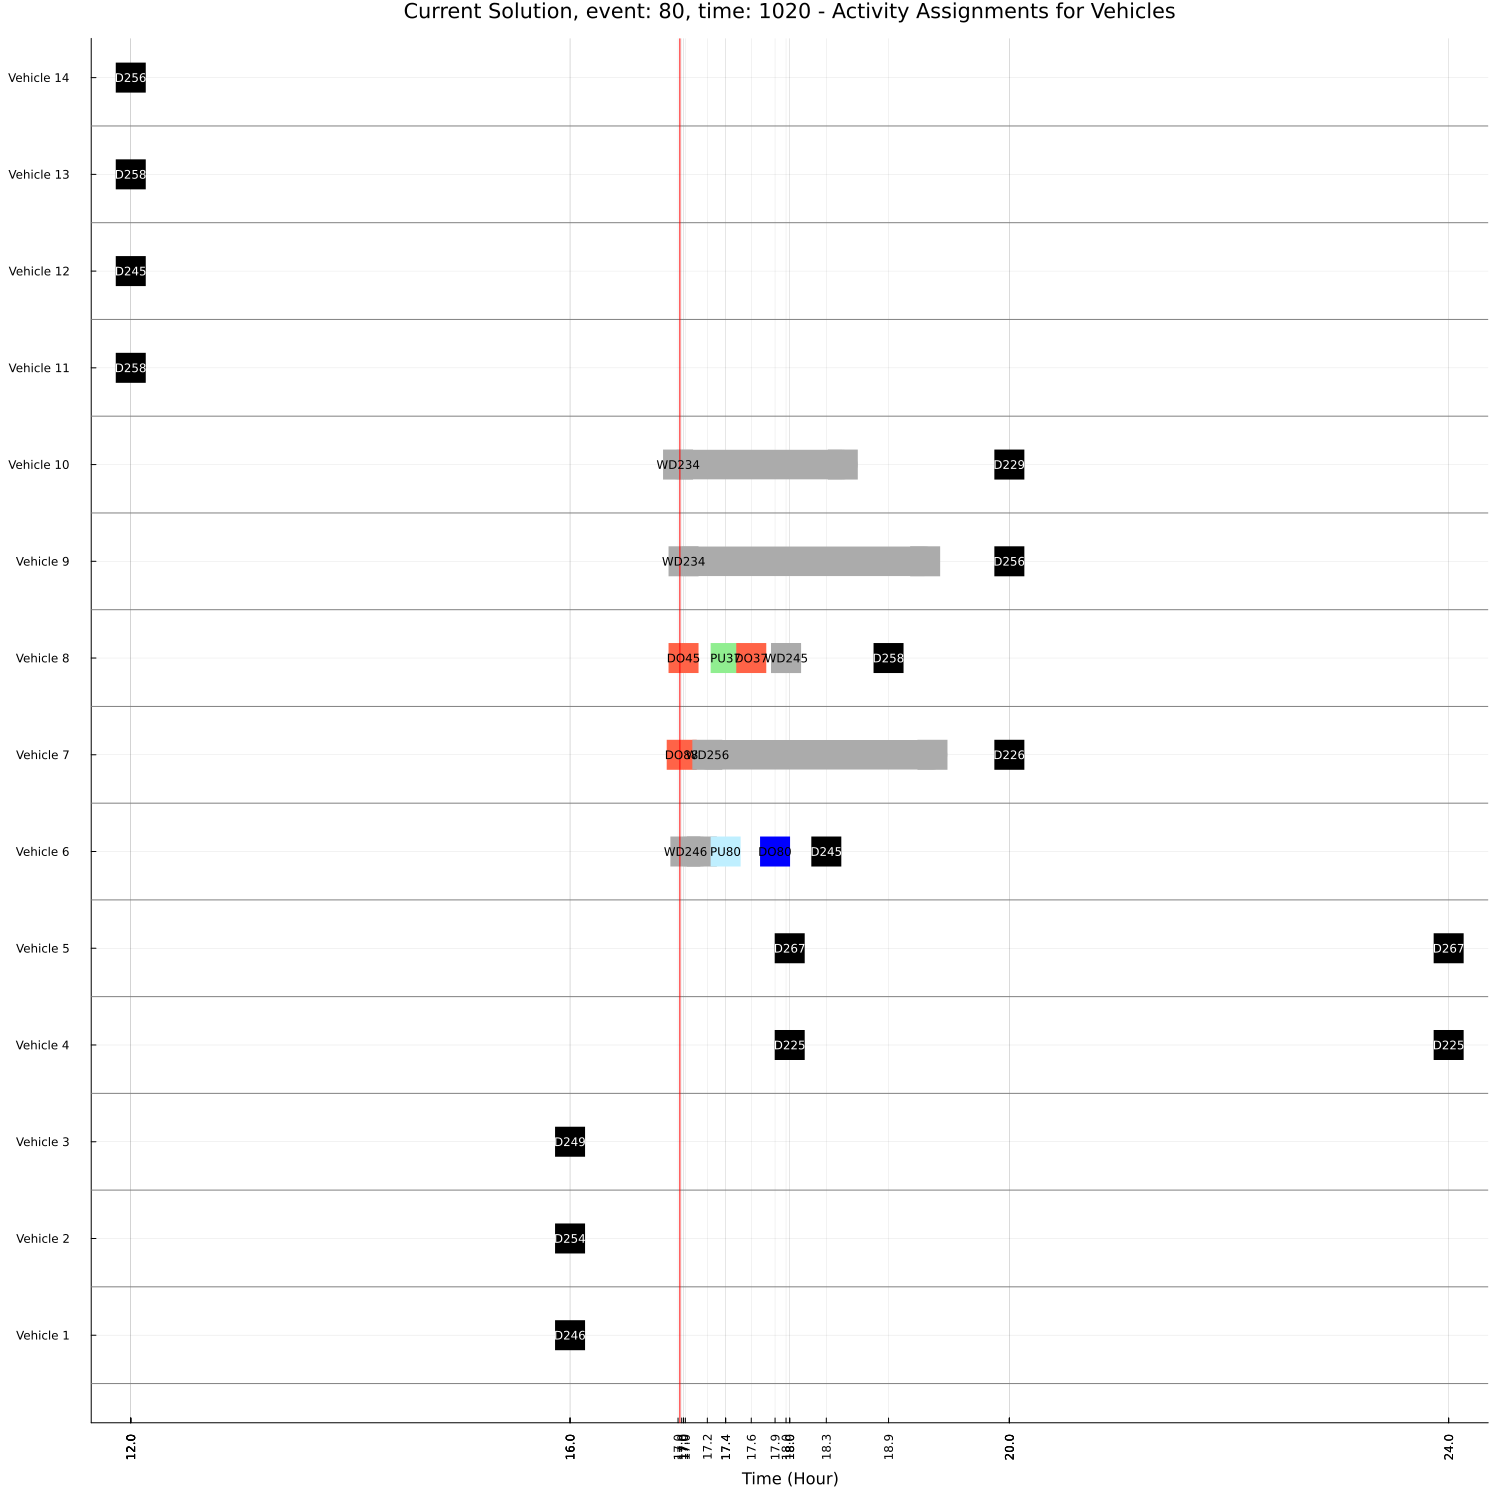 Current Solution, event: 80, time: 1020 - Activity Assignments for Vehicles
Vehicle 14
D256
Vehicle 13
D258
Vehicle 12
D245
Vehicle 11
D258
Vehicle 10
WD234
D229
Vehicle 9
WD234
D256
Vehicle 8
DO45
PU37
DO37
WD245
D258
Vehicle 7
DO88
WD256
D226
Vehicle 6
WD246
PU80
DO80
D245
Vehicle 5
D267
D267
Vehicle 4
D225
D225
Vehicle 3
D249
Vehicle 2
D254
Vehicle 1
D246
12.0
16.0
17.2
17.4
17.6
17.9
18.0
18.3
18.9
20.0
24.0
Time (Hour)